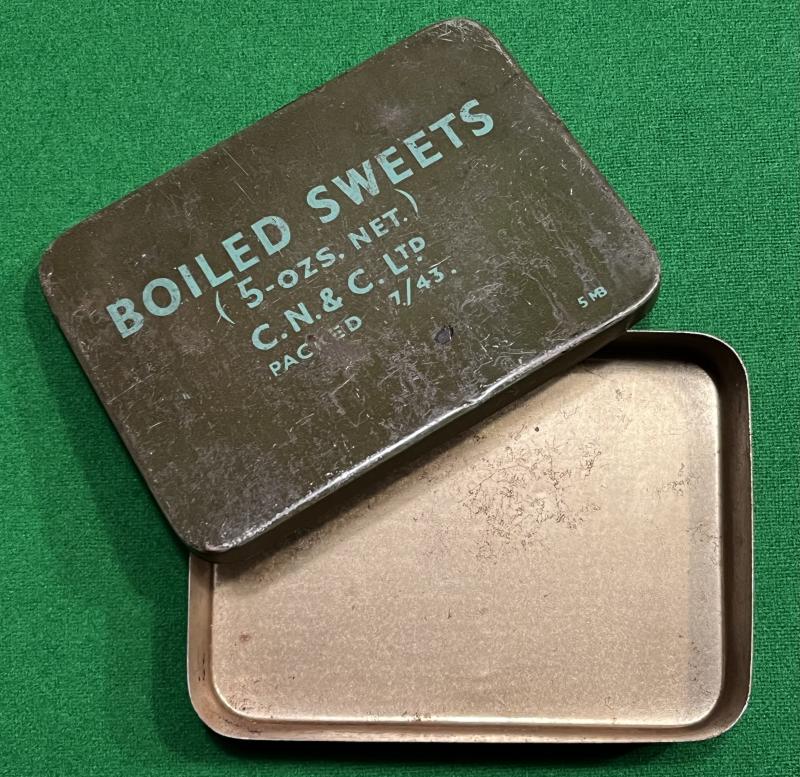 BOILED SWEETS
(5-OZS. NET.)
C.N.& C. LTD
PACKED 7/43.
5 MB